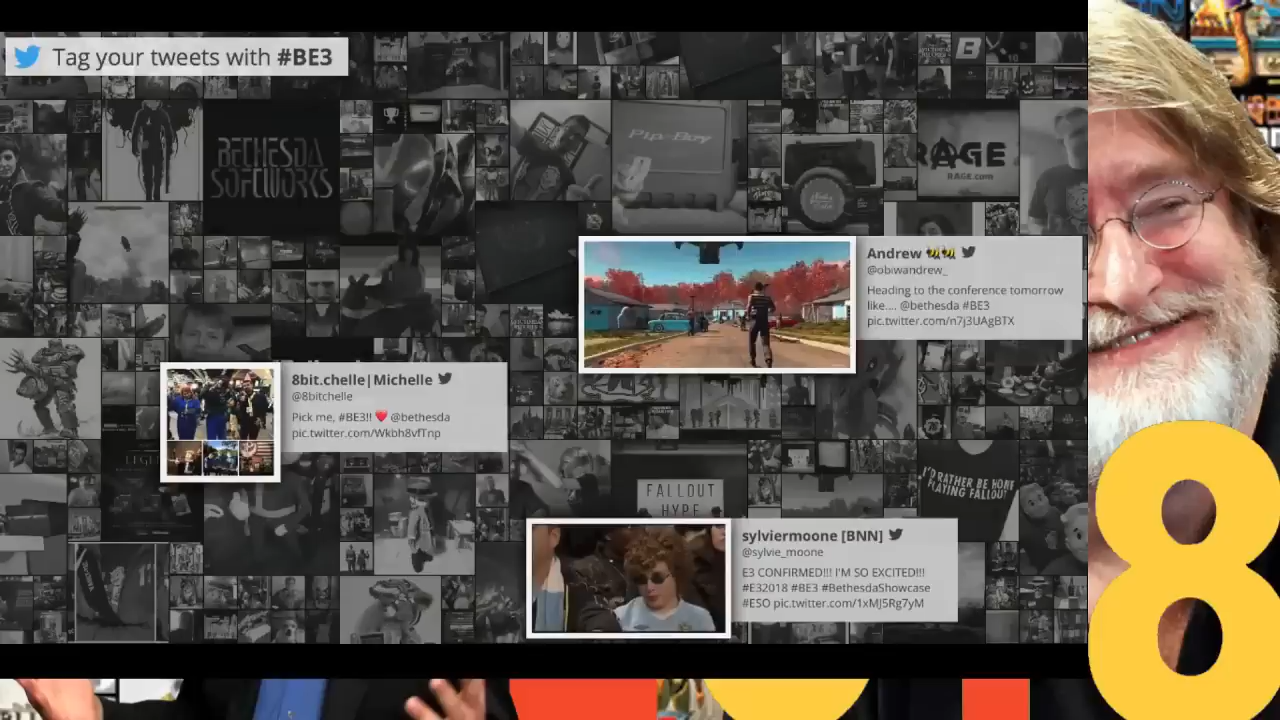 Tag your tweets with #BE3
B
BETHESDA
SOFTWORKS
Pip-Boy
RAGE
RAGE.com
Andrew
@obiwandrew_
Heading to the conference tomorrow
like.... @bethesda #BE3
pic.twitter.com/n7j3UAgBTX
8bit.chelle|Michelle
@8bitchelle
Pick me, #BE3!! ❤️ @bethesda
pic.twitter.com/Wkbh8vfTnp
I'D RATHER BE HOME
PLAYING FALLOUT
FALLOUT
HYPE
sylviermoone [BNN]
@sylvie_moone
E3 CONFIRMED!!! I'M SO EXCITED!!!
#E32018 #BE3 #BethesdaShowcase
#ESO pic.twitter.com/1xMJ5Rg7yM
8